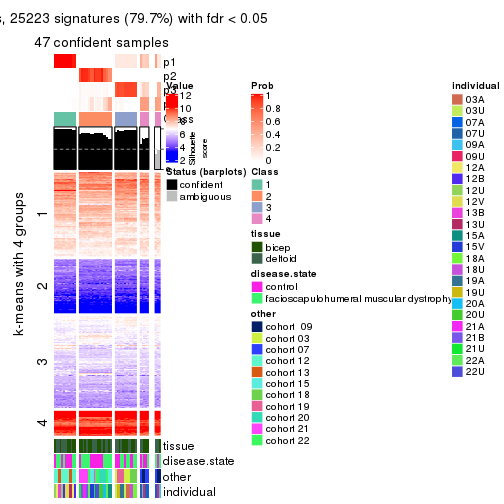 s, 25223 signatures (79.7%) with fdr < 0.05
47 confident samples
p1
p2
p3
Value
12
10
8
6
4
2
Silhouette
score
Prob
1
0.8
0.6
0.4
0.2
0
Status (barplots)
confident
ambiguous
Class
1
2
3
4
tissue
bicep
deltoid
disease.state
control
facioscapulohumeral muscular dystrophy
other
cohort 09
cohort 03
cohort 07
cohort 12
cohort 13
cohort 15
cohort 18
cohort 19
cohort 20
cohort 21
cohort 22
individual
03A
03U
07A
07U
09A
09U
12A
12B
12U
12V
13B
13U
15A
15V
18A
18U
19A
19U
20A
20U
21A
21B
21U
22A
22U
k-means with 4 groups
1
2
3
4
tissue
disease.state
other
individual